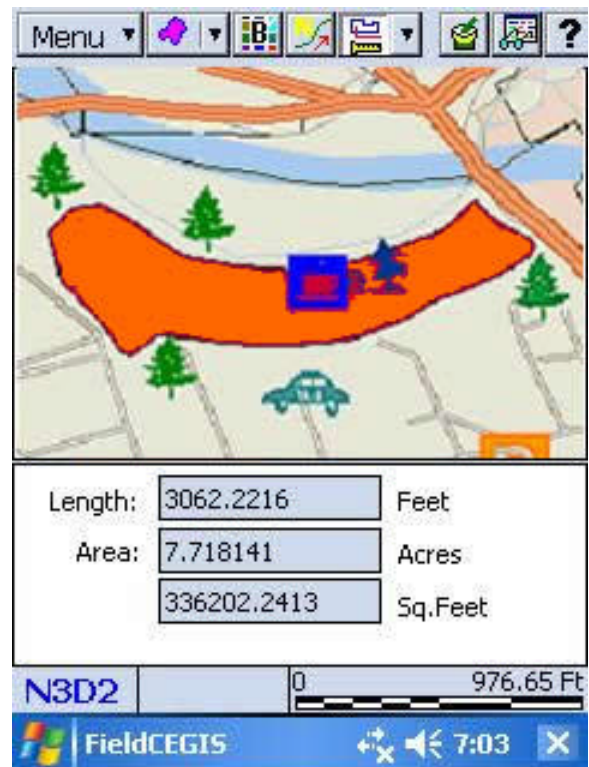 Menu B ?
Length: 3062.2216 Feet
Area: 7.718141 Acres
336202.2413 Sq.Feet
N3D2 0 976.65 Ft
FieldCEGIS 7:03